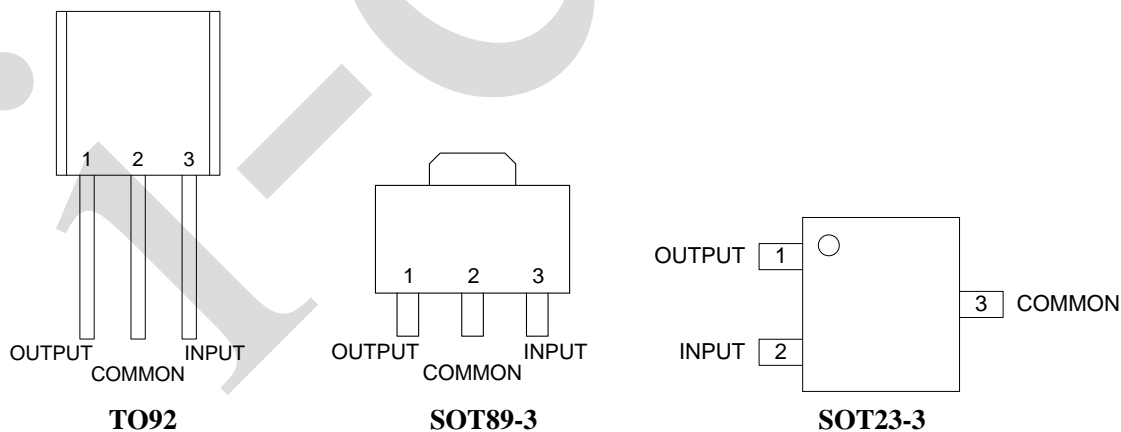 1 2 3
OUTPUT INPUT
COMMON
TO92
1 2 3
OUTPUT INPUT
COMMON
SOT89-3
OUTPUT 1
3 COMMON
INPUT 2
SOT23-3